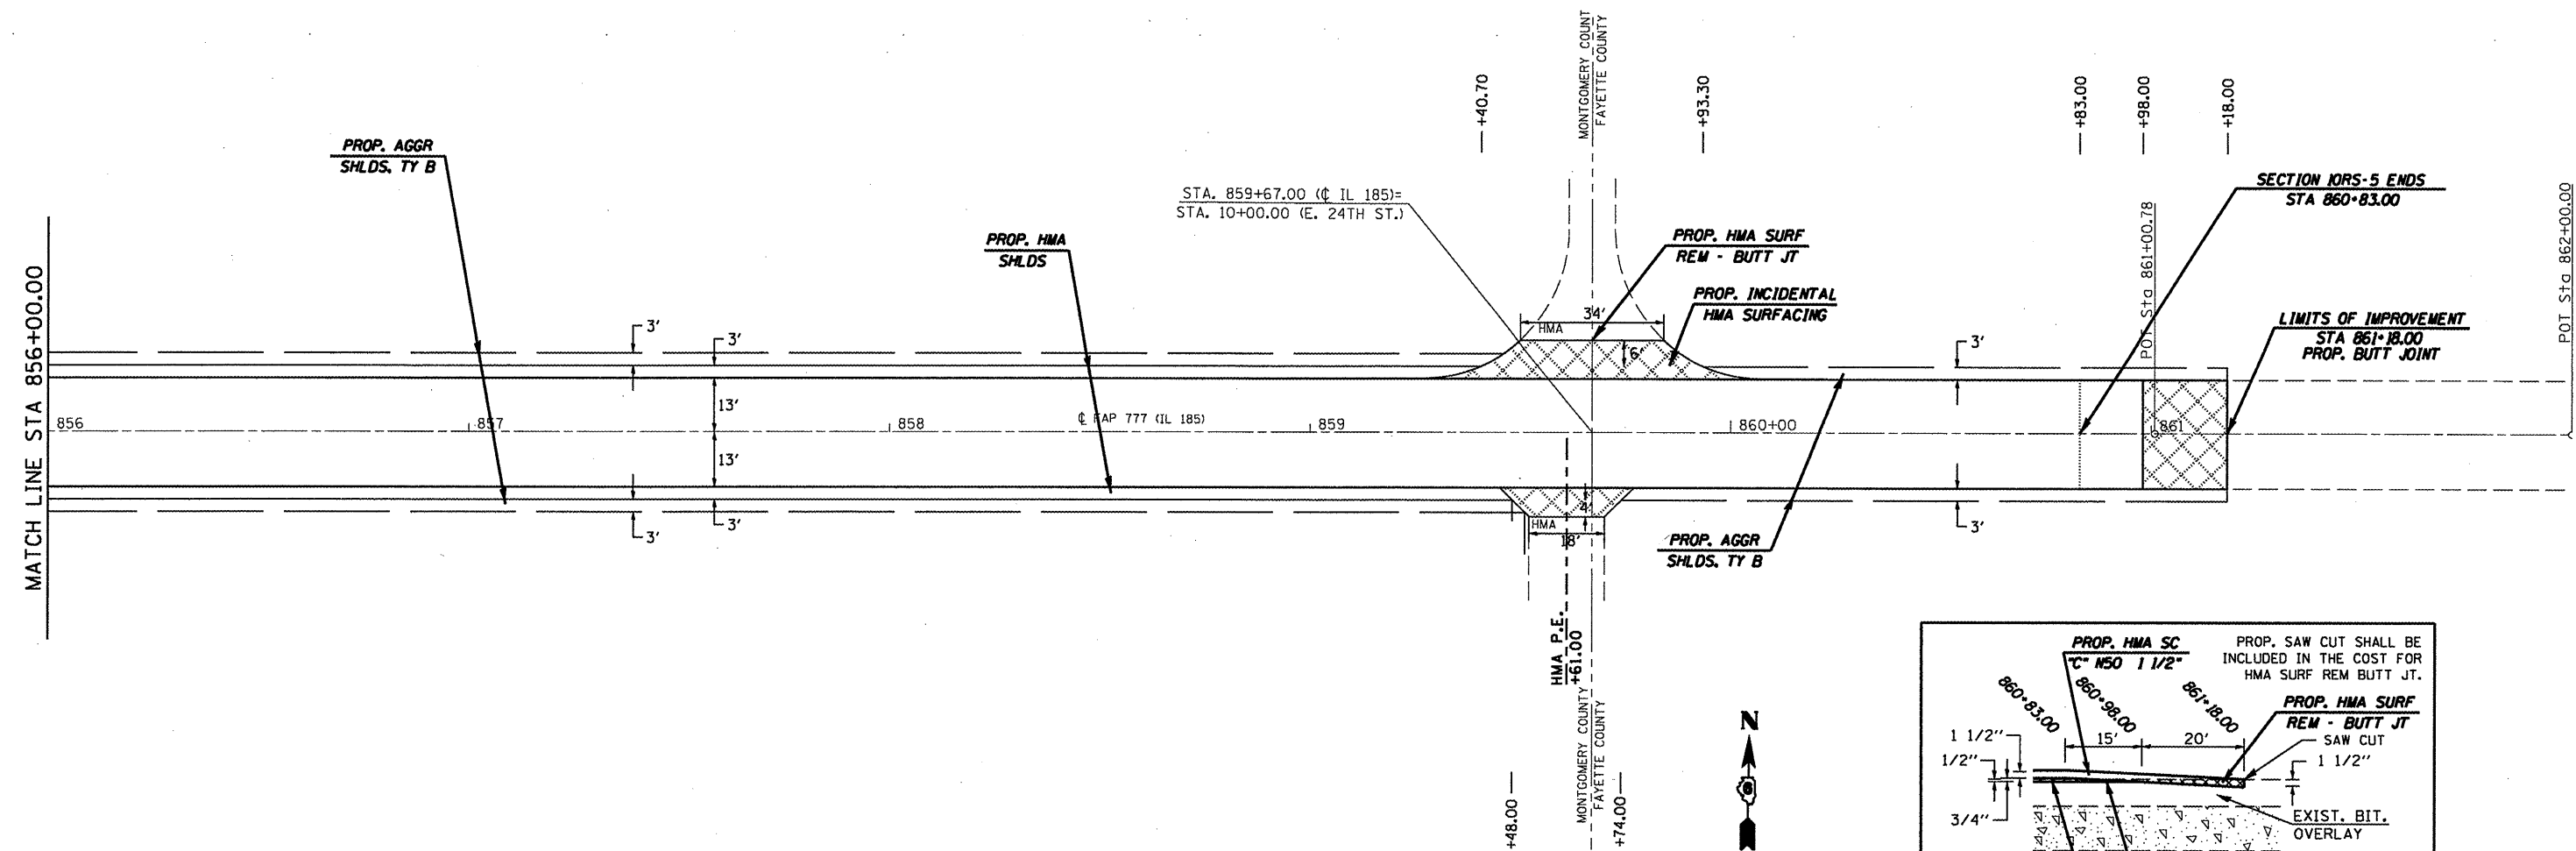 MATCH LINE STA 856+00.00
PROP. AGGR
SHLDS. TY B
PROP. HMA
SHLDS
STA. 859+67.00 (℄ IL 185)=
STA. 10+00.00 (E. 24TH ST.)
+40.70
MONTGOMERY COUNT
FAYETTE COUNTY
+93.30
+83.00
+98.00
+18.00
PROP. HMA SURF
REM - BUTT JT
PROP. INCIDENTAL
HMA SURFACING
SECTION 10RS-5 ENDS
STA 860+83.00
POT Sta 861+00.78
LIMITS OF IMPROVEMENT
STA 861+18.00
PROP. BUTT JOINT
POT Sta 862+00.00
3'
3'
34'
HMA
6'
3'
13'
856
857
858
℄ FAP 777 (IL 185)
859
860+00
861
13'
3'
3'
4'
HMA
18'
3'
PROP. AGGR
SHLDS. TY B
HMA P.E.
+61.00
MONTGOMERY COUNTY
FAYETTE COUNTY
+48.00
+74.00
N
6
PROP. HMA SC
"C" N50 1 1/2"
PROP. SAW CUT SHALL BE
INCLUDED IN THE COST FOR
HMA SURF REM BUTT JT.
860+83.00
860+98.00
861+18.00
PROP. HMA SURF
REM - BUTT JT
SAW CUT
15'
20'
1 1/2"
1/2"
3/4"
1 1/2"
EXIST. BIT.
OVERLAY